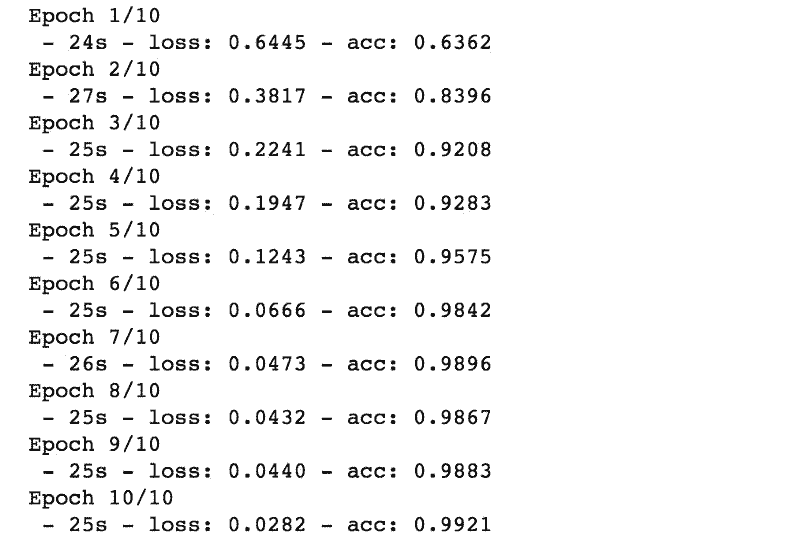 Epoch 1/10
- 24s - loss: 0.6445 - acc: 0.6362
Epoch 2/10
- 27s - loss: 0.3817 - acc: 0.8396
Epoch 3/10
- 25s - loss: 0.2241 - acc: 0.9208
Epoch 4/10
- 25s - loss: 0.1947 - acc: 0.9283
Epoch 5/10
- 25s - loss: 0.1243 - acc: 0.9575
Epoch 6/10
- 25s - loss: 0.0666 - acc: 0.9842
Epoch 7/10
- 26s - loss: 0.0473 - acc: 0.9896
Epoch 8/10
- 25s - loss: 0.0432 - acc: 0.9867
Epoch 9/10
- 25s - loss: 0.0440 - acc: 0.9883
Epoch 10/10
- 25s - loss: 0.0282 - acc: 0.9921